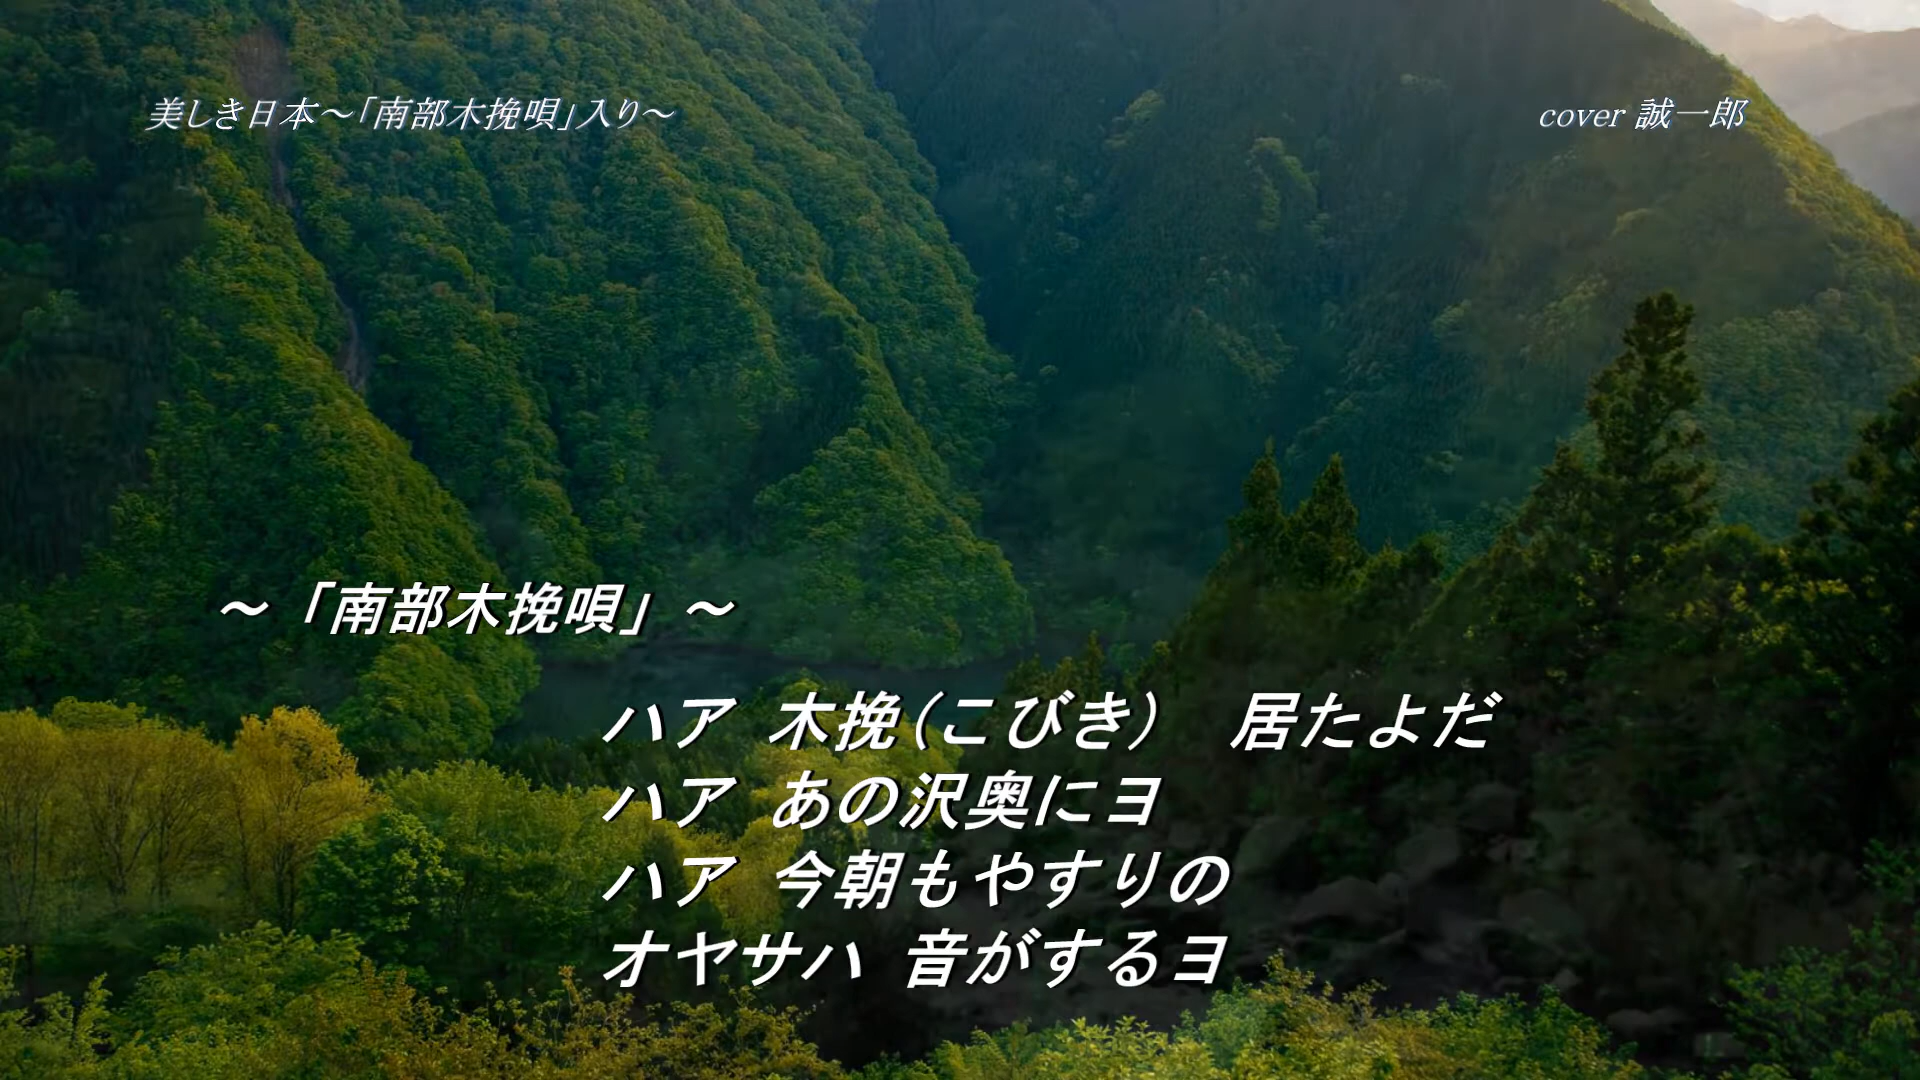 美しき日本～「南部木挽唄」入り～
cover 誠一郎
～「南部木挽唄」～
ハア 木挽（こびき） 居たよだ
ハア あの沢奥にヨ
ハア 今朝もやすりの
オヤサハ 音がするヨ